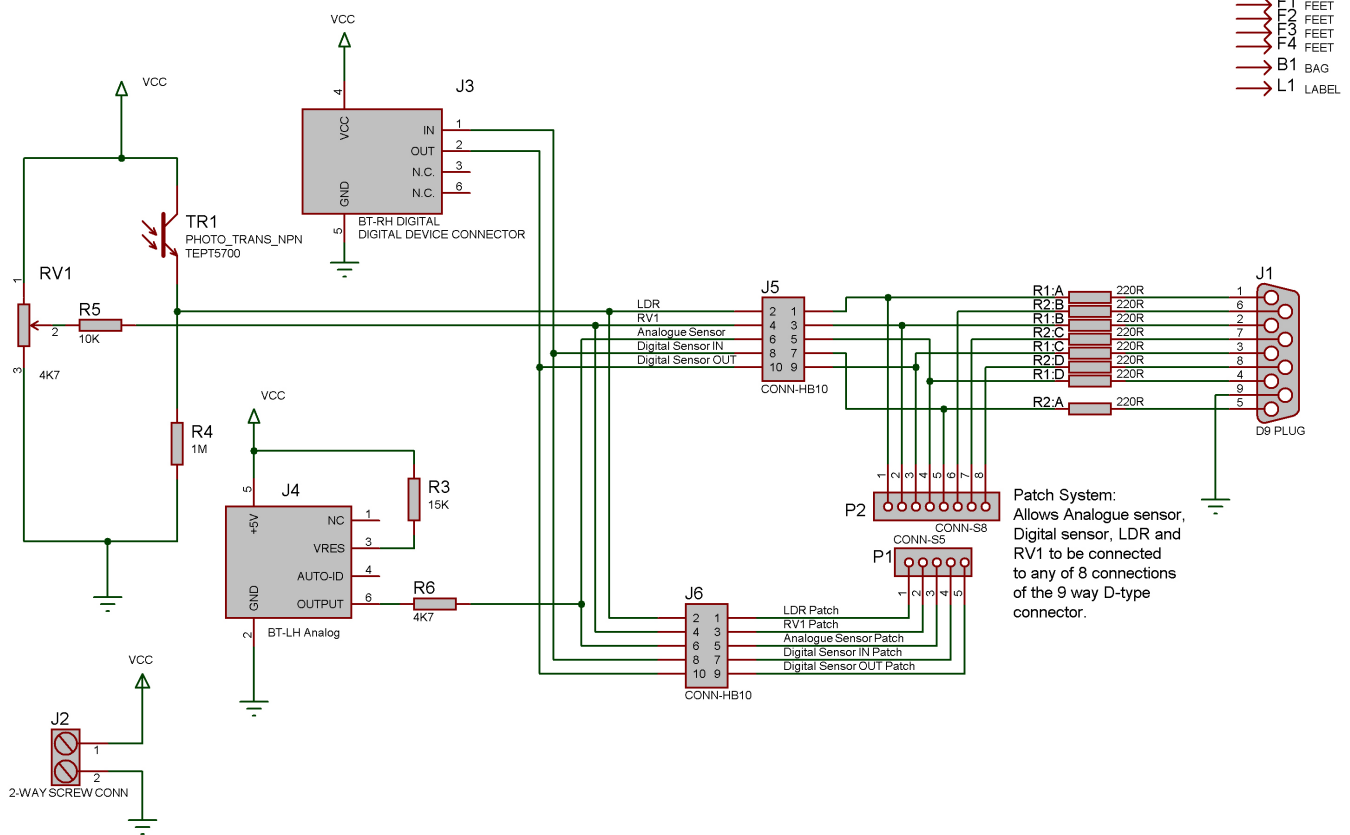 F1 FEET
F2 FEET
F3 FEET
F4 FEET
B1 BAG
L1 LABEL
VCC
VCC
J3
4
VCC
IN 1
OUT 2
N.C. 3
N.C. 6
GND
5
BT-RH DIGITAL
DIGITAL DEVICE CONNECTOR
TR1
PHOTO_TRANS_NPN
TEPT5700
RV1
1
2
3
4K7
R5
10K
LDR
RV1
Analogue Sensor
Digital Sensor IN
Digital Sensor OUT
J5
2 1
4 3
6 5
8 7
10 9
CONN-HB10
R1:A 220R
R2:B 220R
R1:B 220R
R2:C 220R
R1:C 220R
R2:D 220R
R1:D 220R
R2:A 220R
J1
1
6
2
7
3
8
4
9
5
D9 PLUG
R4
1M
VCC
J4
5
+5V
NC 1
VRES 3
AUTO-ID 4
OUTPUT 6
GND
2
BT-LH Analog
R3
15K
R6
4K7
1 2 3 4 5 6 7 8
P2
CONN-S8
CONN-S5
P1
1 2 3 4 5
Patch System:
Allows Analogue sensor,
Digital sensor, LDR and
RV1 to be connected
to any of 8 connections
of the 9 way D-type
connector.
J6
2 1
4 3
6 5
8 7
10 9
CONN-HB10
LDR Patch
RV1 Patch
Analogue Sensor Patch
Digital Sensor IN Patch
Digital Sensor OUT Patch
VCC
J2
1
2
2-WAY SCREW CONN